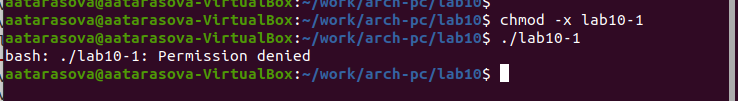 aatarasova@aatarasova-VirtualBox:~/work/arch-pc/lab10$ chmod -x lab10-1
aatarasova@aatarasova-VirtualBox:~/work/arch-pc/lab10$ ./lab10-1
bash: ./lab10-1: Permission denied
aatarasova@aatarasova-VirtualBox:~/work/arch-pc/lab10$